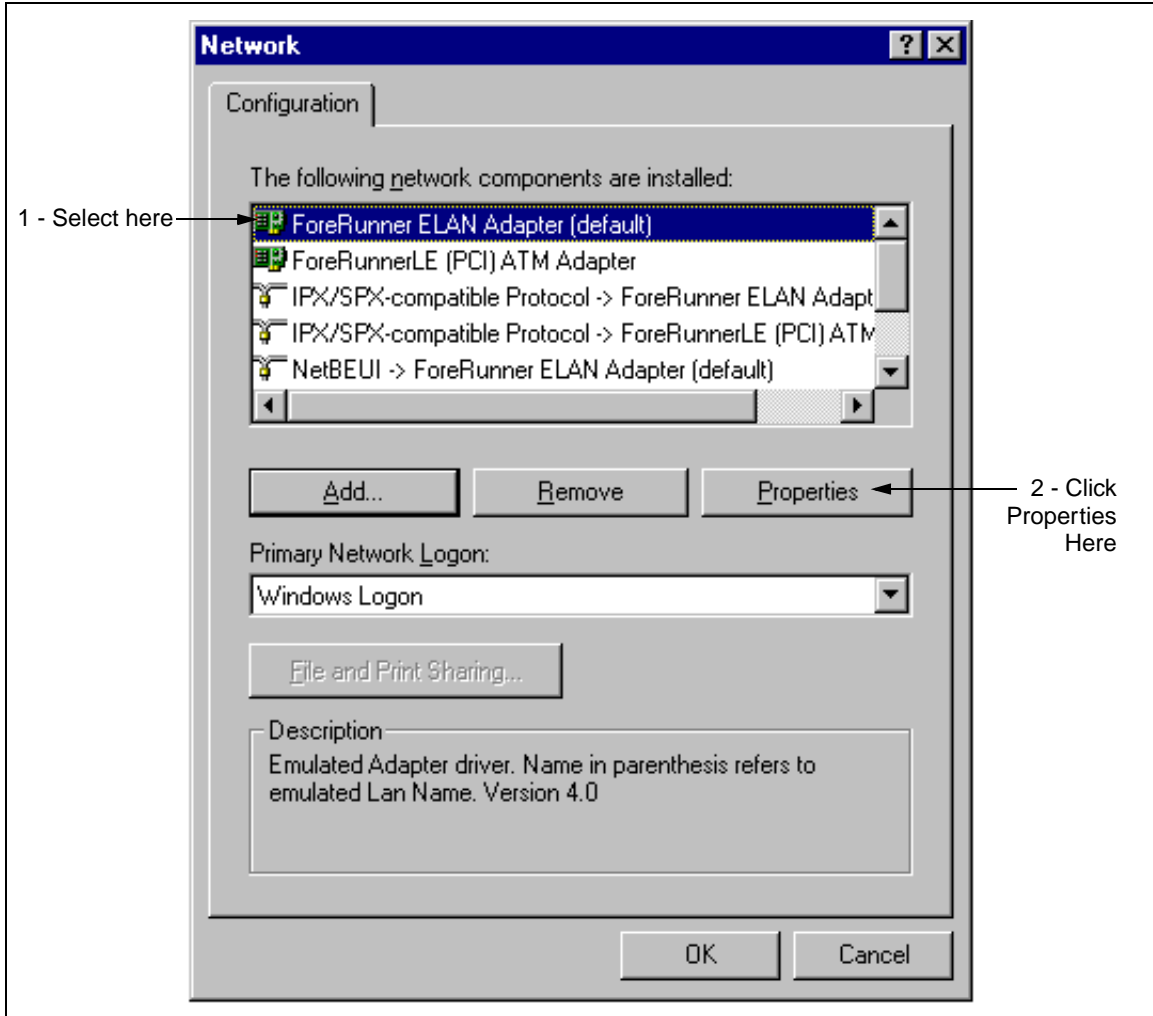 Network
Configuration
The following network components are installed:
1 - Select here
ForeRunner ELAN Adapter (default)
ForeRunnerLE (PCI) ATM Adapter
IPX/SPX-compatible Protocol -> ForeRunner ELAN Adapt
IPX/SPX-compatible Protocol -> ForeRunnerLE (PCI) ATM
NetBEUI -> ForeRunner ELAN Adapter (default)
Add...
Remove
Properties
2 - Click
Properties
Here
Primary Network Logon:
Windows Logon
File and Print Sharing...
Description
Emulated Adapter driver. Name in parenthesis refers to
emulated Lan Name. Version 4.0
OK
Cancel